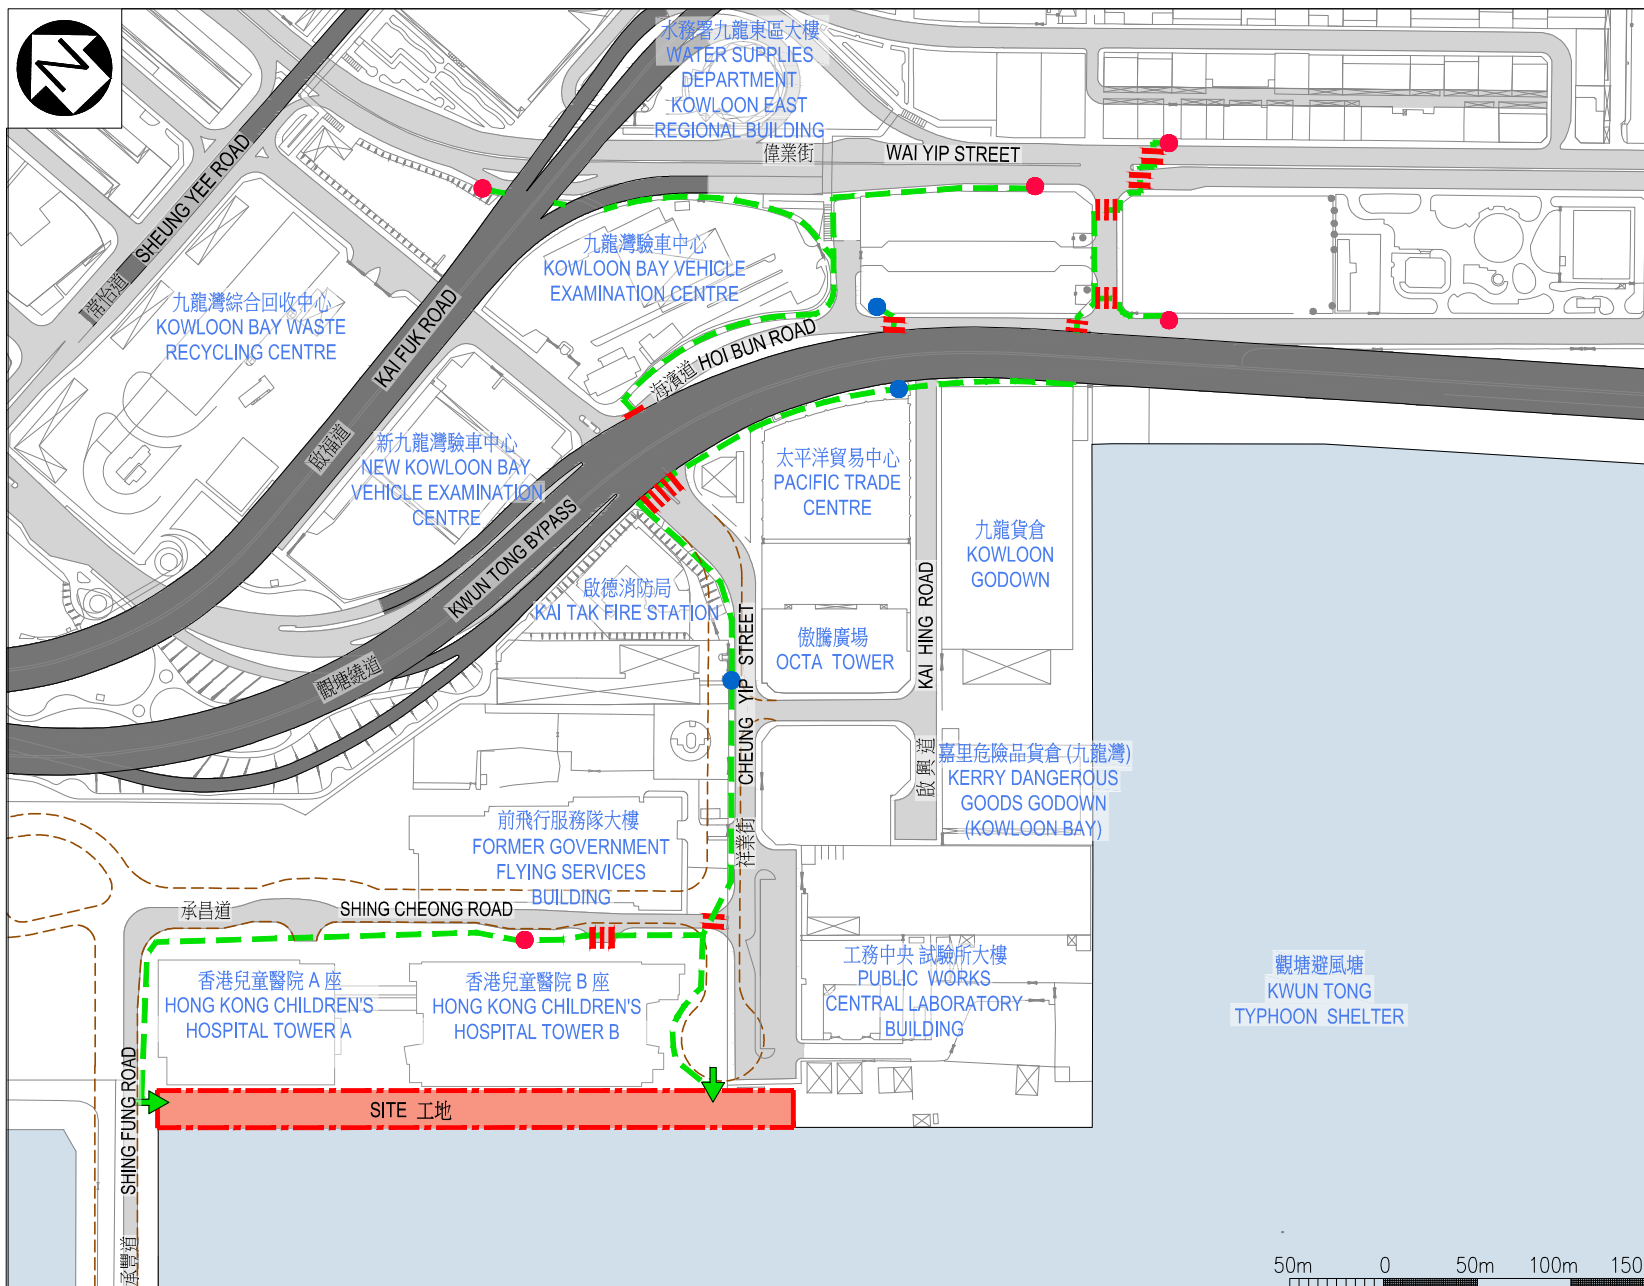 N
水務署九龍東區大樓
WATER SUPPLIES
DEPARTMENT
KOWLOON EAST
REGIONAL BUILDING
偉業街
WAI YIP STREET
常怡道
SHEUNG YEE ROAD
九龍灣驗車中心
KOWLOON BAY VEHICLE
EXAMINATION CENTRE
九龍灣綜合回收中心
KOWLOON BAY WASTE
RECYCLING CENTRE
啟福道
KAI FUK ROAD
海濱道 HOI BUN ROAD
新九龍灣驗車中心
NEW KOWLOON BAY
VEHICLE EXAMINATION
CENTRE
太平洋貿易中心
PACIFIC TRADE
CENTRE
九龍貨倉
KOWLOON
GODOWN
觀塘繞道
KWUN TONG BYPASS
啟德消防局
KAI TAK FIRE STATION
傲騰廣場
OCTA TOWER
KAI HING ROAD
啟興道
CHEUNG YIP STREET
祥業街
嘉里危險品貨倉 (九龍灣)
KERRY DANGEROUS
GOODS GODOWN
(KOWLOON BAY)
前飛行服務隊大樓
FORMER GOVERNMENT
FLYING SERVICES
BUILDING
承昌道
SHING CHEONG ROAD
香港兒童醫院 A 座
HONG KONG CHILDREN'S
HOSPITAL TOWER A
香港兒童醫院 B 座
HONG KONG CHILDREN'S
HOSPITAL TOWER B
工務中央 試驗所大樓
PUBLIC WORKS
CENTRAL LABORATORY
BUILDING
觀塘避風塘
KWUN TONG
TYPHOON SHELTER
SHING FUNG ROAD
承豐道
SITE 工地
50m 0 50m 100m 150